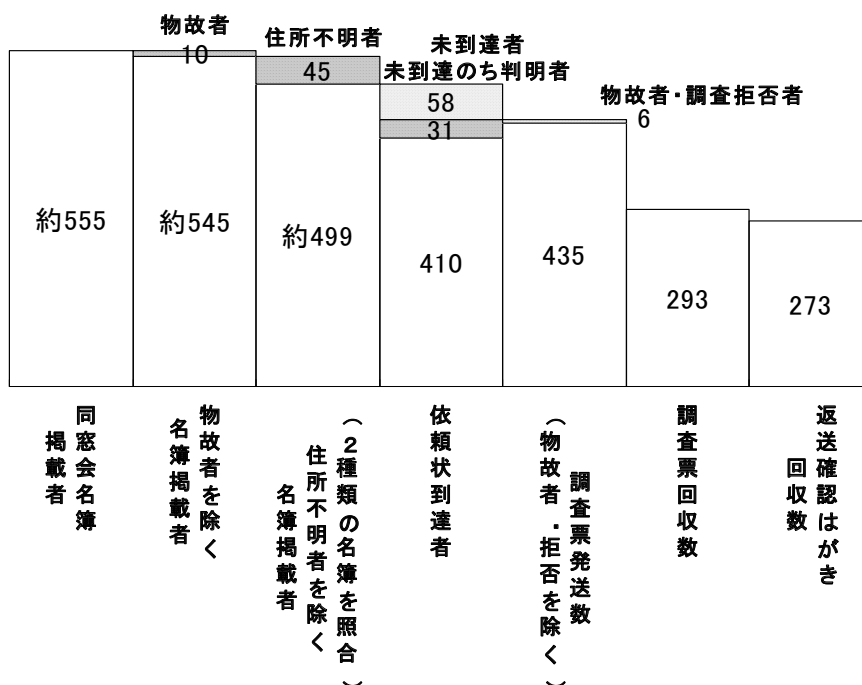 物故者
10
住所不明者
45
未到達者
未到達のち判明者
58
31
物故者・調査拒否者
6
約555
約545
約499
410
435
293
273
同窓会名簿
掲載者
物故者を除く
名簿掲載者
（２種類の名簿を照合）
住所不明者を除く
名簿掲載者
依頼状到達者
調査票発送数
（物故者・拒否を除く）
調査票回収数
返送確認はがき
回収数